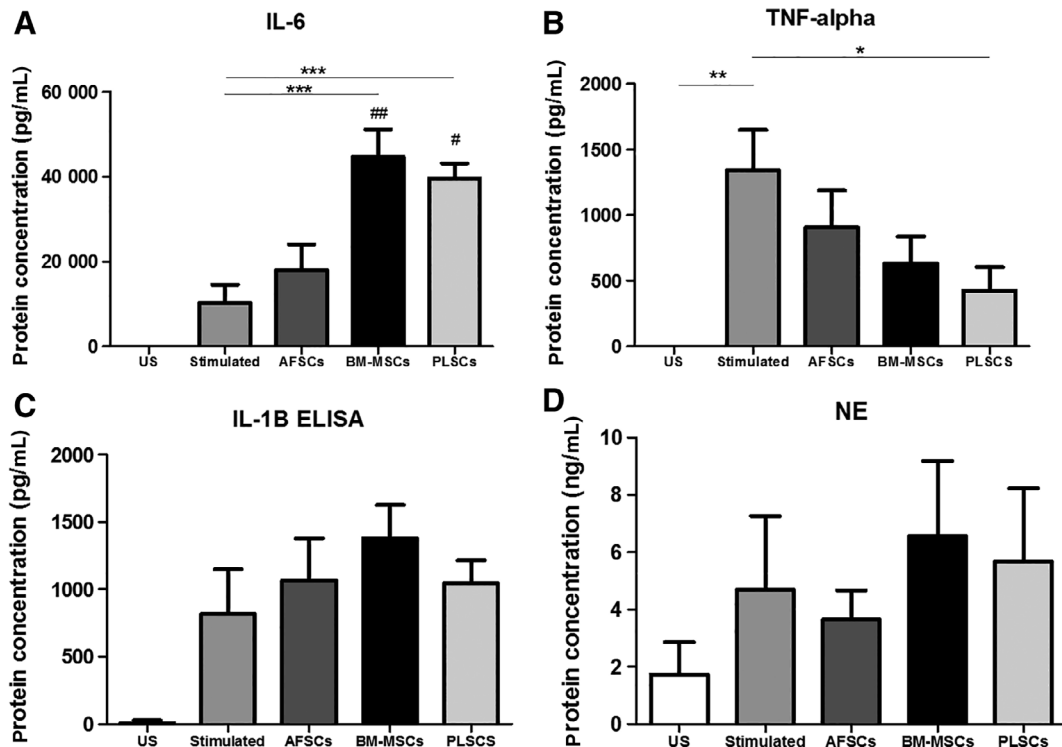 A
IL-6
Protein concentration (pg/mL)
60 000
40 000
20 000
0
***
***
##
#
US Stimulated AFSCs BM-MSCs PLSCs
B
TNF-alpha
Protein concentration (pg/mL)
2000
1500
1000
500
0
**
*
US Stimulated AFSCs BM-MSCs PLSCS
C
IL-1B ELISA
Protein concentration (pg/mL)
2000
1500
1000
500
0
US Stimulated AFSCs BM-MSCs PLSCS
D
NE
Protein concentration (ng/mL)
10
8
6
4
2
0
US Stimulated AFSCs BM-MSCs PLSCs